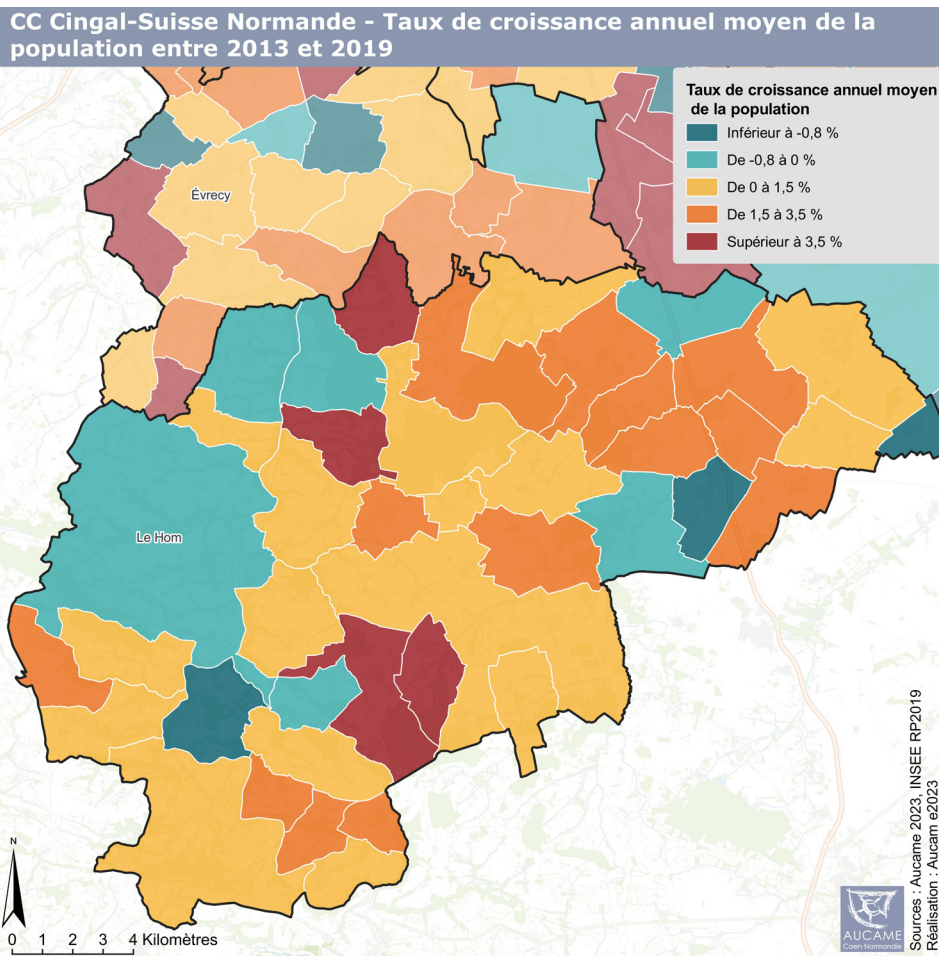 CC Cingal-Suisse Normande - Taux de croissance annuel moyen de la
population entre 2013 et 2019
Taux de croissance annuel moyen
de la population
Inférieur à -0,8 %
De -0,8 à 0 %
De 0 à 1,5 %
De 1,5 à 3,5 %
Supérieur à 3,5 %
Évrecy
Le Hom
N
0 1 2 3 4 Kilomètres
AUCAME
Caen Normandie
Sources : Aucame 2023, INSEE RP2019
Réalisation : Aucam e2023